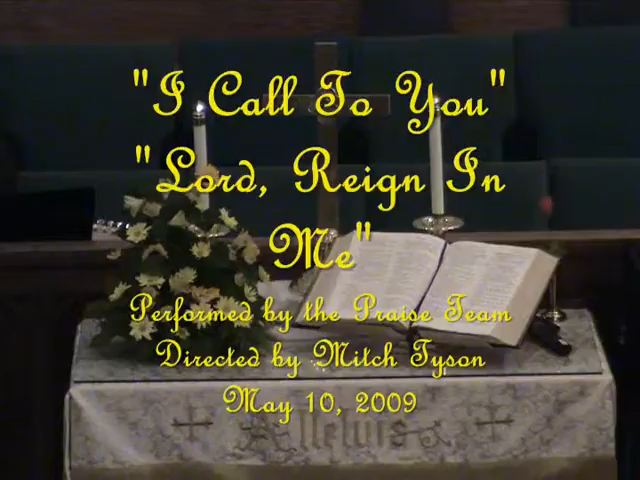 "I Call To You"
"Lord, Reign In
Me"
Performed by the Praise Team
Directed by Mitch Tyson
May 10, 2009
Alleluia